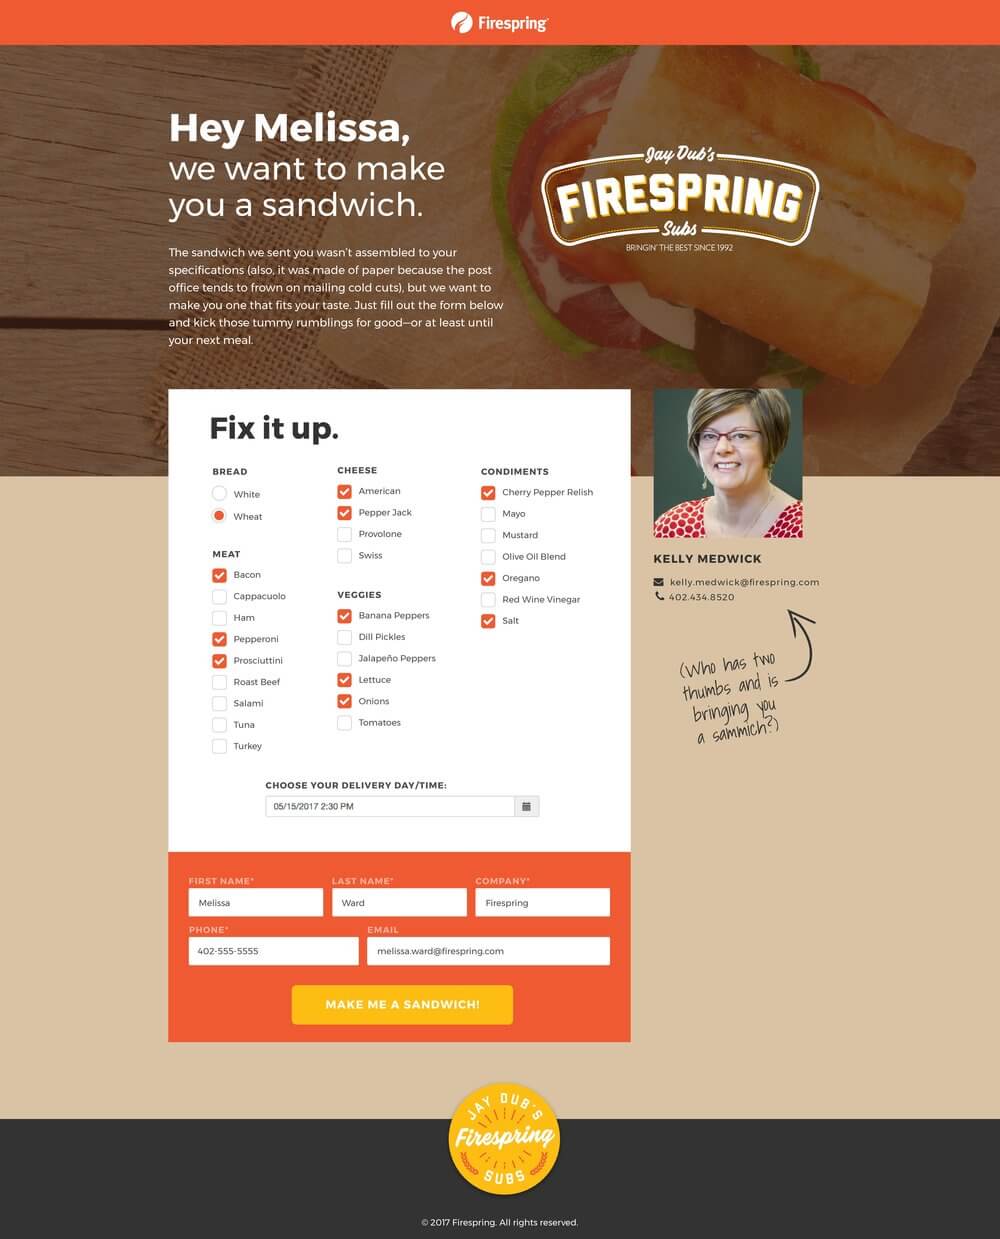 Firespring
Hey Melissa,
we want to make
you a sandwich.
The sandwich we sent you wasn't assembled to your
specifications (also, it was made of paper because the post
office tends to frown on mailing cold cuts), but we want to
make you one that fits your taste. Just fill out the form below
and kick those tummy rumblings for good—or at least until
your next meal.
Jay Dub's
FIRESPRING
Subs
BRINGIN' THE BEST SINCE 1992
Fix it up.
BREAD
White
Wheat
MEAT
Bacon
Cappacuolo
Ham
Pepperoni
Prosciuttini
Roast Beef
Salami
Tuna
Turkey
CHEESE
American
Pepper Jack
Provolone
Swiss
VEGGIES
Banana Peppers
Dill Pickles
Jalapeño Peppers
Lettuce
Onions
Tomatoes
CONDIMENTS
Cherry Pepper Relish
Mayo
Mustard
Olive Oil Blend
Oregano
Red Wine Vinegar
Salt
CHOOSE YOUR DELIVERY DAY/TIME:
05/15/2017 2:30 PM
KELLY MEDWICK
kelly.medwick@firespring.com
402.434.8520
(Who has two
thumbs and is
bringing you
a sammich?)
FIRST NAME* LAST NAME* COMPANY*
Melissa Ward Firespring
PHONE* EMAIL
402-555-5555 melissa.ward@firespring.com
MAKE ME A SANDWICH!
JAY DUB'S
Firespring
SUBS
© 2017 Firespring. All rights reserved.